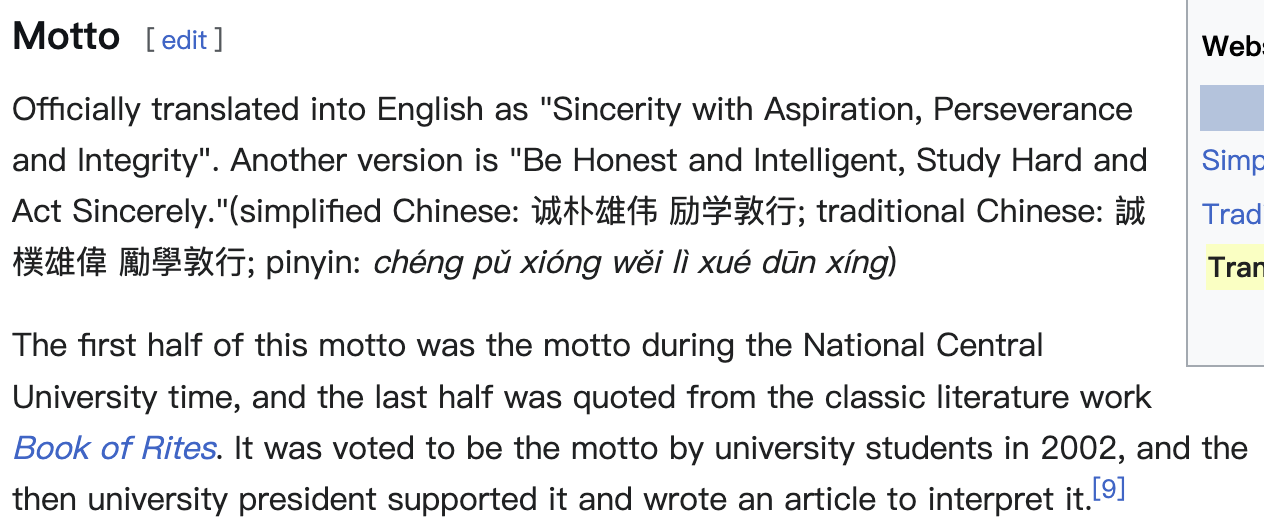 Motto [ edit ]
Officially translated into English as "Sincerity with Aspiration, Perseverance
and Integrity". Another version is "Be Honest and Intelligent, Study Hard and
Act Sincerely."(simplified Chinese: 诚朴雄伟 励学敦行; traditional Chinese: 誠
樸雄偉 勵學敦行; pinyin: chéng pǔ xióng wěi lì xué dūn xíng)
The first half of this motto was the motto during the National Central
University time, and the last half was quoted from the classic literature work
Book of Rites. It was voted to be the motto by university students in 2002, and the
then university president supported it and wrote an article to interpret it.[9]
Webs
Simp
Trad
Tran